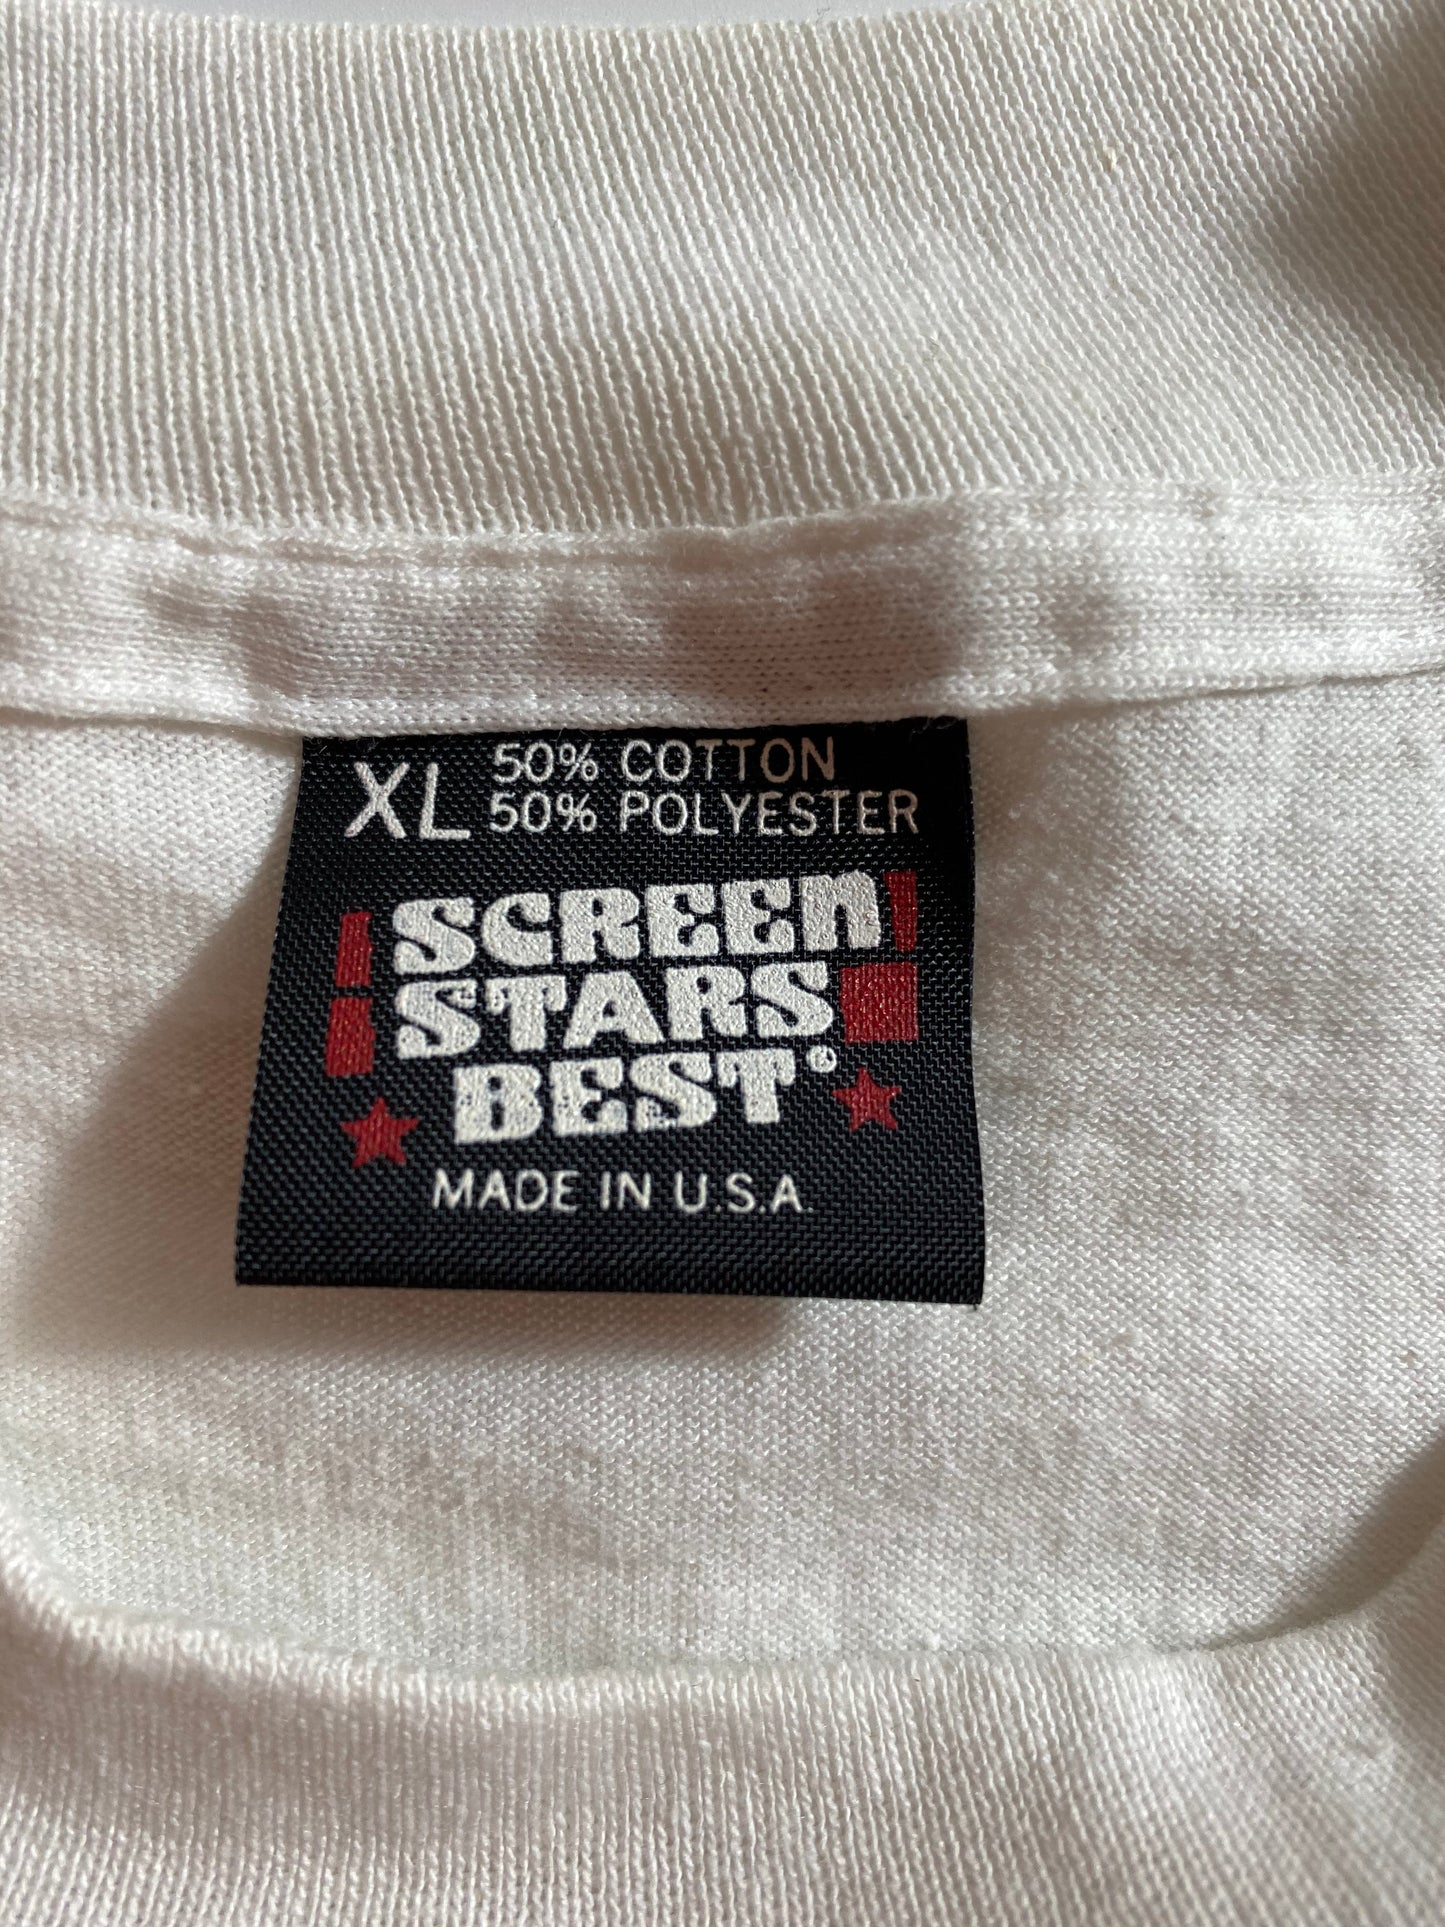 XL 50% COTTON
50% POLYESTER
SCREEN
STARS
BEST®
MADE IN U.S.A.